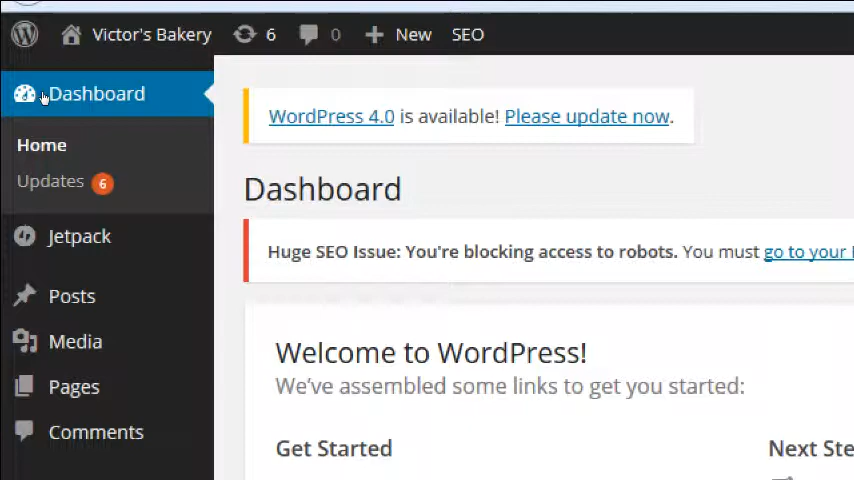 Victor's Bakery 6 0 New SEO
Dashboard
Home
Updates 6
Jetpack
Posts
Media
Pages
Comments
WordPress 4.0 is available! Please update now.
Dashboard
Huge SEO Issue: You're blocking access to robots. You must go to your
Welcome to WordPress!
We've assembled some links to get you started:
Get Started
Next Ste